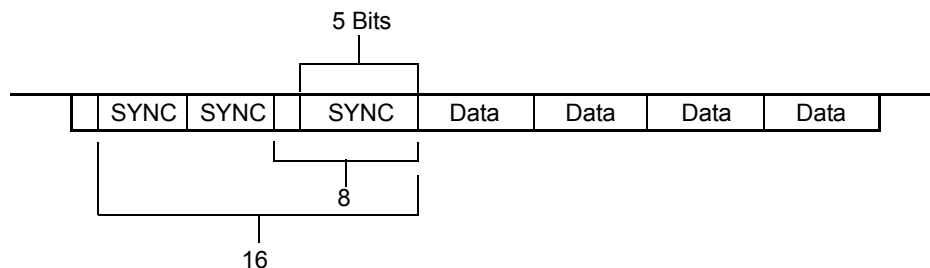 5 Bits
SYNC SYNC SYNC Data Data Data Data
8
16